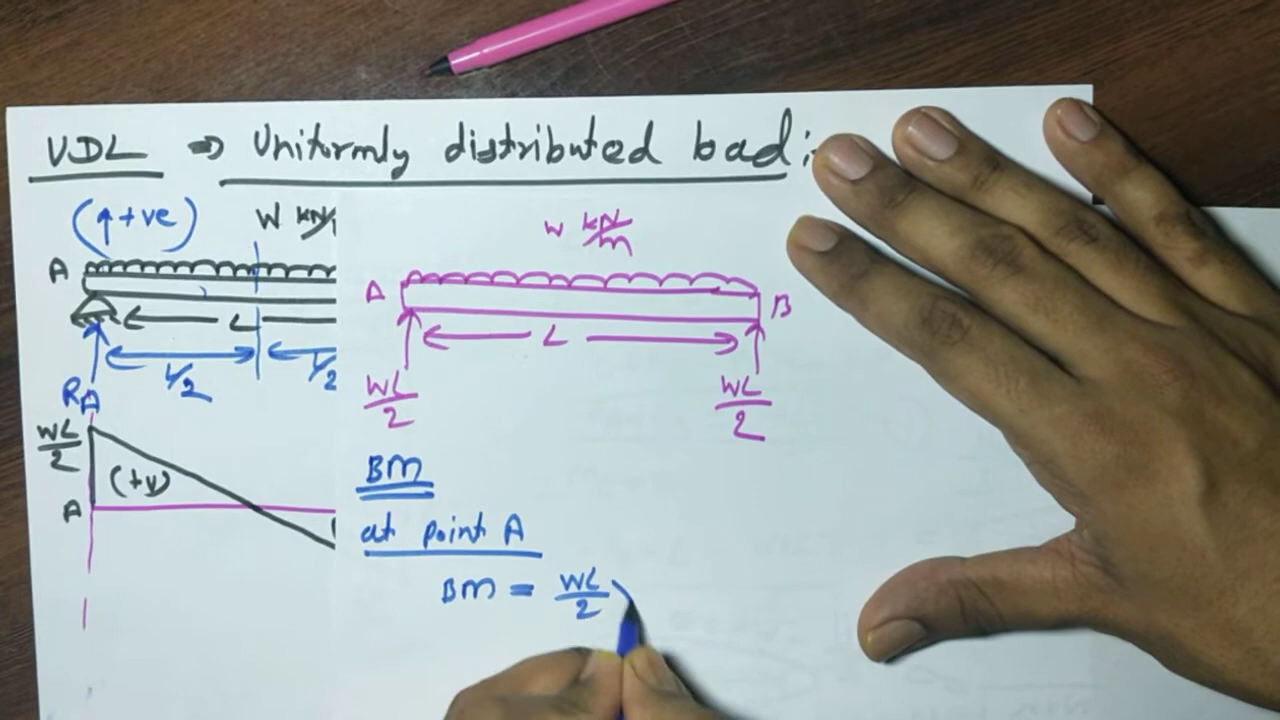 UDL ⇒ Uniformly distributed load :-
(↑+ve)
W kN/
A
L
L/2
L/2
RA
WL/2
(+v)
A
W kN/m
A
B
L
WL/2
WL/2
BM
at point A
BM = WL/2